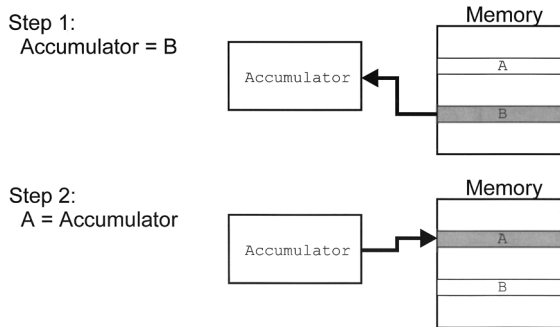 Step 1:
Accumulator = B
Memory
Accumulator
A
B
Step 2:
A = Accumulator
Memory
Accumulator
A
B